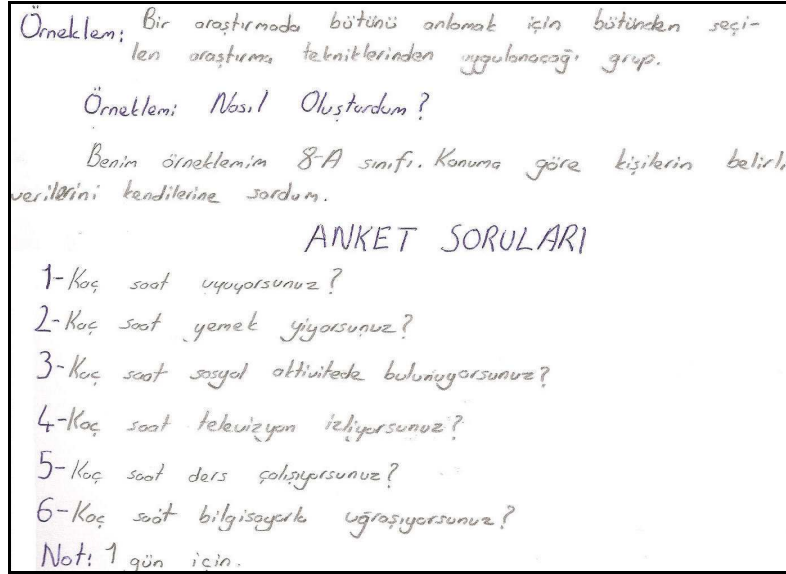 Örneklem: Bir araştırmada bütünü anlamak için bütünden seçi-
len araştırma tekniklerinden uygulanacağı grup.
Örneklemi Nasıl Oluşturdum?
Benim örneklemim 8-A sınıfı. Konuma göre kişilerin belirli
verilerini kendilerine sordum.
ANKET SORULARI
1-Kaç saat uyuyorsunuz?
2-Kaç saat yemek yiyorsunuz?
3-Kaç saat sosyal aktivitede bulunuyorsunuz?
4-Kaç saat televizyon izliyorsunuz?
5-Kaç saat ders çalışıyorsunuz?
6-Kaç saat bilgisayarla uğraşıyorsunuz?
Not: 1 gün için.